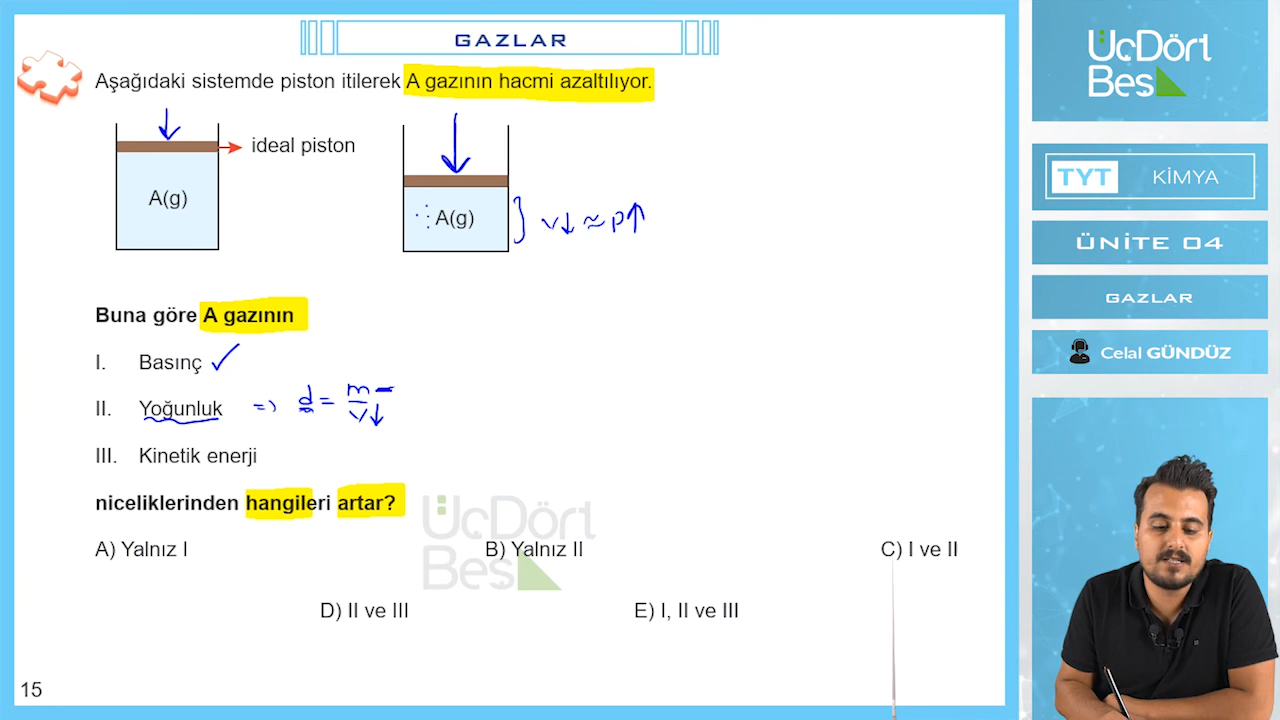 GAZLAR
Aşağıdaki sistemde piston itilerek A gazının hacmi azaltılıyor.
ideal piston
A(g)
A(g)
V↓ ≈ P↑
Buna göre A gazının
I. Basınç ✓
II. Yoğunluk => d = m/V↓
III. Kinetik enerji
niceliklerinden hangileri artar?
A) Yalnız I
B) Yalnız II
C) I ve II
D) II ve III
E) I, II ve III
ÜçDört
Beş
15
ÜçDört
Beş
TYT KİMYA
ÜNİTE 04
GAZLAR
Celal GÜNDÜZ